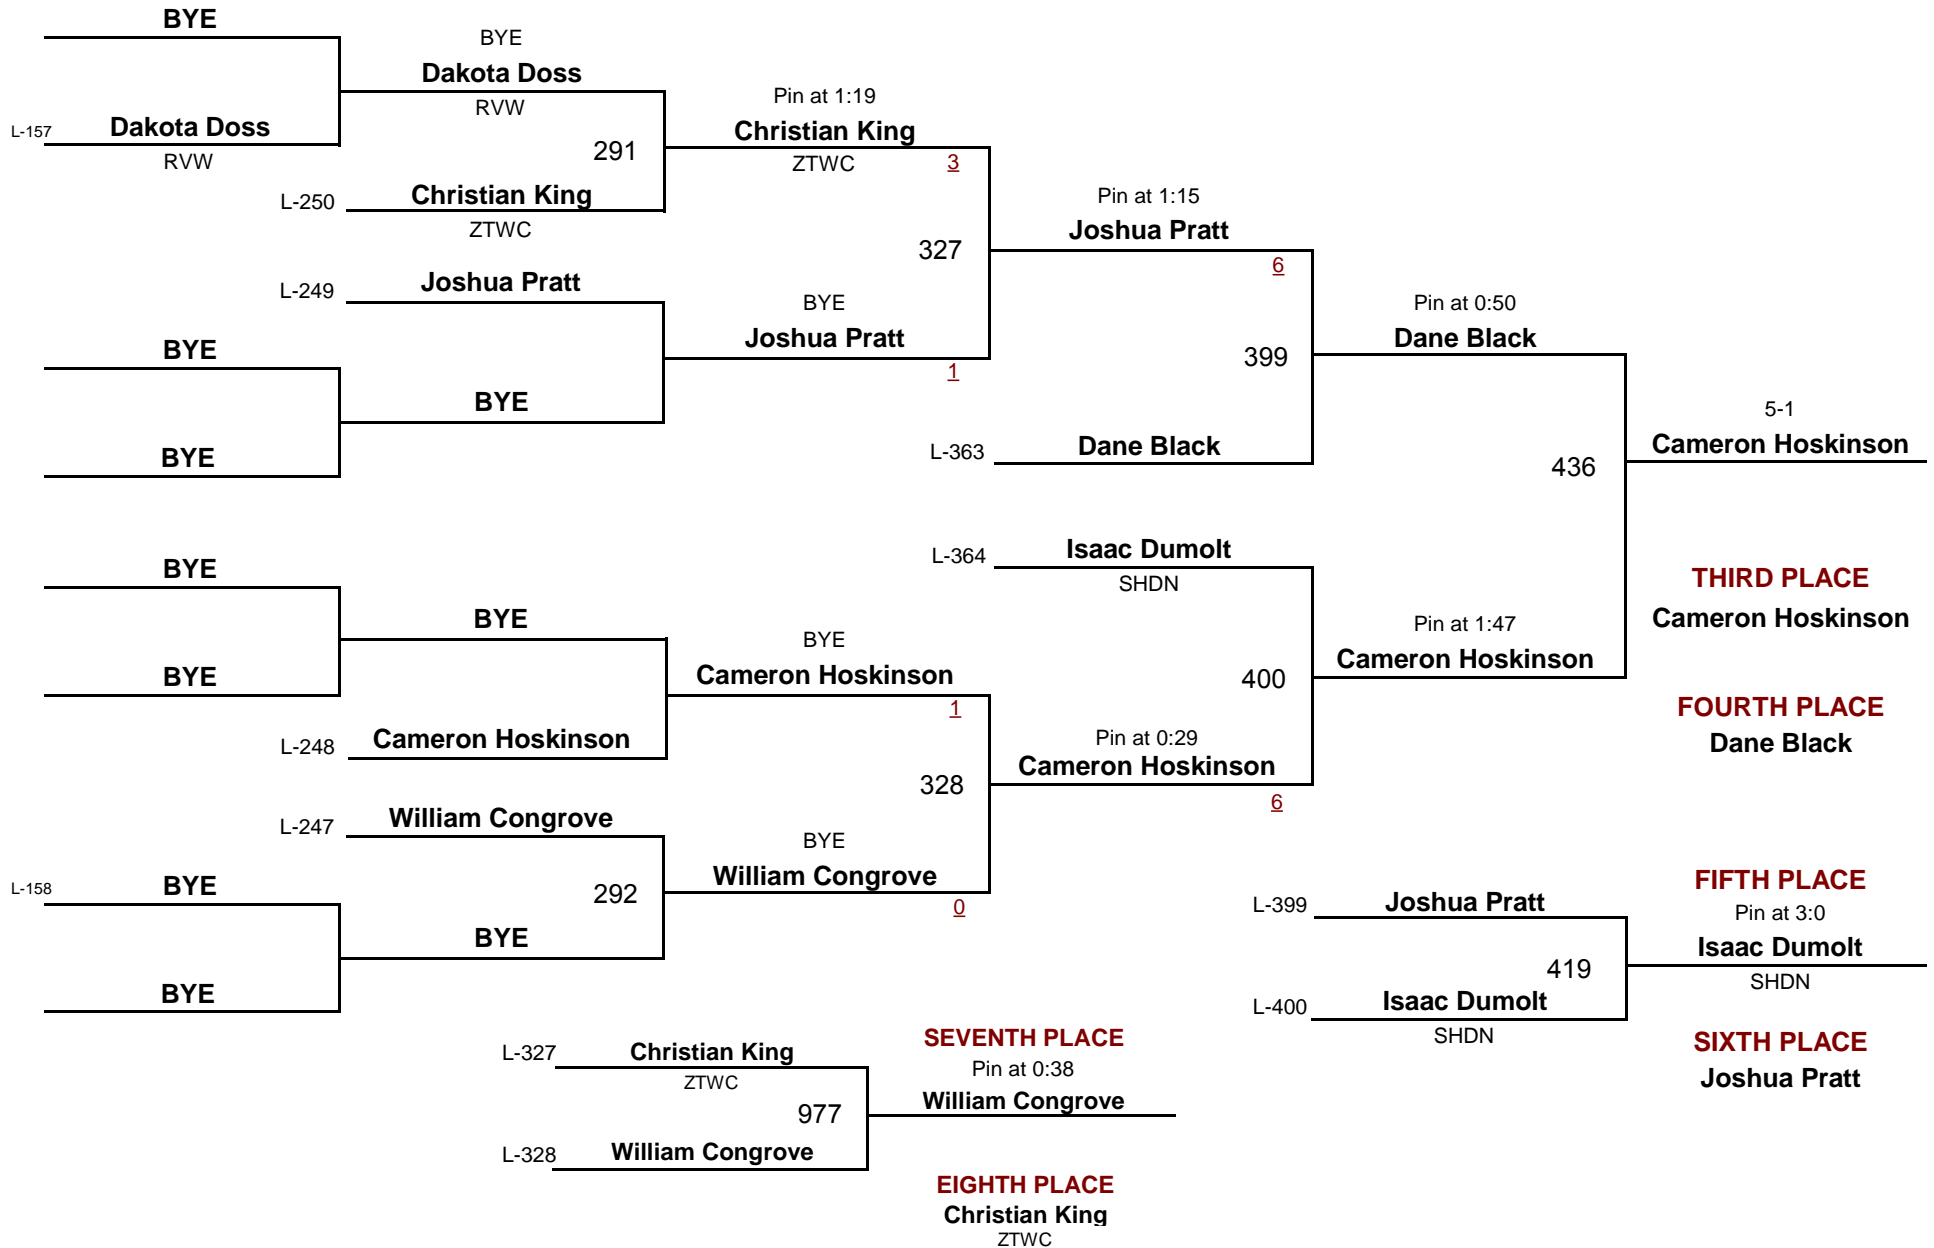 BYE
L-157
Dakota Doss
RVW
BYE
Dakota Doss
RVW
291
L-250
Christian King
ZTWC
Pin at 1:19
Christian King
ZTWC
3
L-249
Joshua Pratt
BYE
BYE
BYE
BYE
Joshua Pratt
1
327
Pin at 1:15
Joshua Pratt
6
399
L-363
Dane Black
Pin at 0:50
Dane Black
436
5-1
Cameron Hoskinson
BYE
BYE
BYE
L-248
Cameron Hoskinson
BYE
Cameron Hoskinson
1
L-247
William Congrove
L-158
BYE
BYE
BYE
292
BYE
William Congrove
0
328
Pin at 0:29
Cameron Hoskinson
6
L-364
Isaac Dumolt
SHDN
400
Pin at 1:47
Cameron Hoskinson
THIRD PLACE
Cameron Hoskinson
FOURTH PLACE
Dane Black
L-399
Joshua Pratt
419
L-400
Isaac Dumolt
SHDN
FIFTH PLACE
Pin at 3:0
Isaac Dumolt
SHDN
SIXTH PLACE
Joshua Pratt
L-327
Christian King
ZTWC
977
L-328
William Congrove
SEVENTH PLACE
Pin at 0:38
William Congrove
EIGHTH PLACE
Christian King
ZTWC